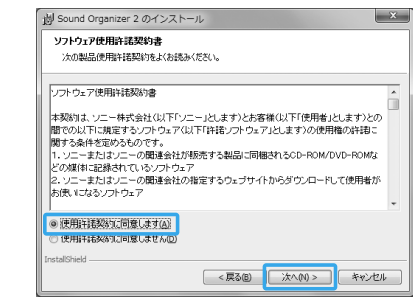 Sound Organizer 2 のインストール
ソフトウェア使用許諾契約書
次の製品使用許諾契約をよくお読みください。
ソフトウェア使用許諾契約書
本契約は、ソニー株式会社(以下「ソニー」とします)とお客様(以下「使用者」とします)との
間での以下に規定するソフトウェア(以下「許諾ソフトウェア」とします)の使用権の許諾に
関する条件を定めるものです。
1. ソニーまたはソニーの関連会社が販売する製品に同梱されるCD-ROM/DVD-ROMな
どの媒体に記録されているソフトウェア
2. ソニーまたはソニーの関連会社の指定するウェブサイトからダウンロードして使用者が
お使いになるソフトウェア
使用許諾契約に同意します(A)
使用許諾契約に同意しません(D)
InstallShield
< 戻る(B)
次へ(N) >
キャンセル